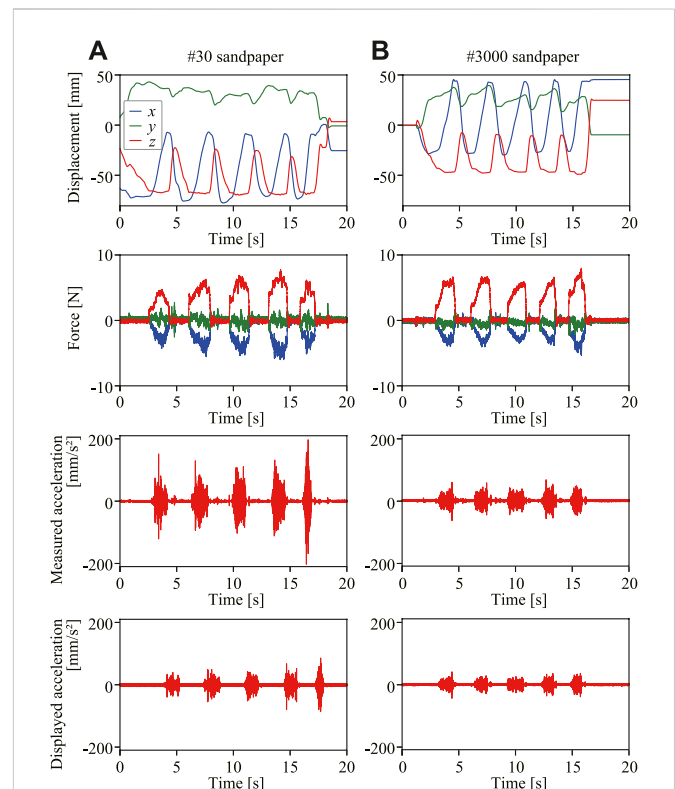 A
#30 sandpaper
B
#3000 sandpaper
Displacement [mm]
50
0
-50
x
y
z
0 5 10 15 20
Time [s]
50
0
-50
0 5 10 15 20
Time [s]
Force [N]
10
0
-10
0 5 10 15 20
Time [s]
10
0
-10
0 5 10 15 20
Time [s]
Measured acceleration
[mm/s²]
200
0
-200
0 5 10 15 20
Time [s]
200
0
-200
0 5 10 15 20
Time [s]
Displayed acceleration
[mm/s²]
200
0
-200
0 5 10 15 20
Time [s]
200
0
-200
0 5 10 15 20
Time [s]